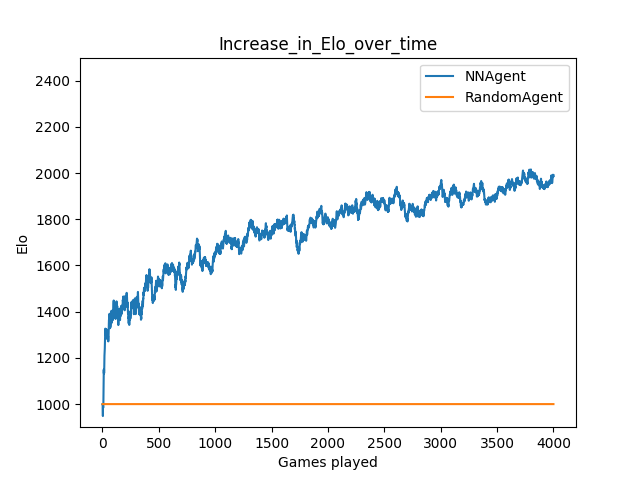 Increase_in_Elo_over_time
NNAgent
RandomAgent
2400
2200
2000
1800
1600
1400
1200
1000
Elo
0 500 1000 1500 2000 2500 3000 3500 4000
Games played